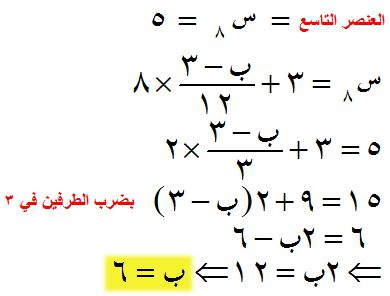 العنصر التاسع = س٨ = ٥
س٨ = ٣ + (ب − ٣)/١٢ × ٨
٥ = ٣ + (ب − ٣)/٣ × ٢
١٥ = ٩ + ٢(ب − ٣) بضرب الطرفين في ٣
٦ = ٢ب − ٦
⇐ ٢ب = ١٢ ⇐ ب = ٦